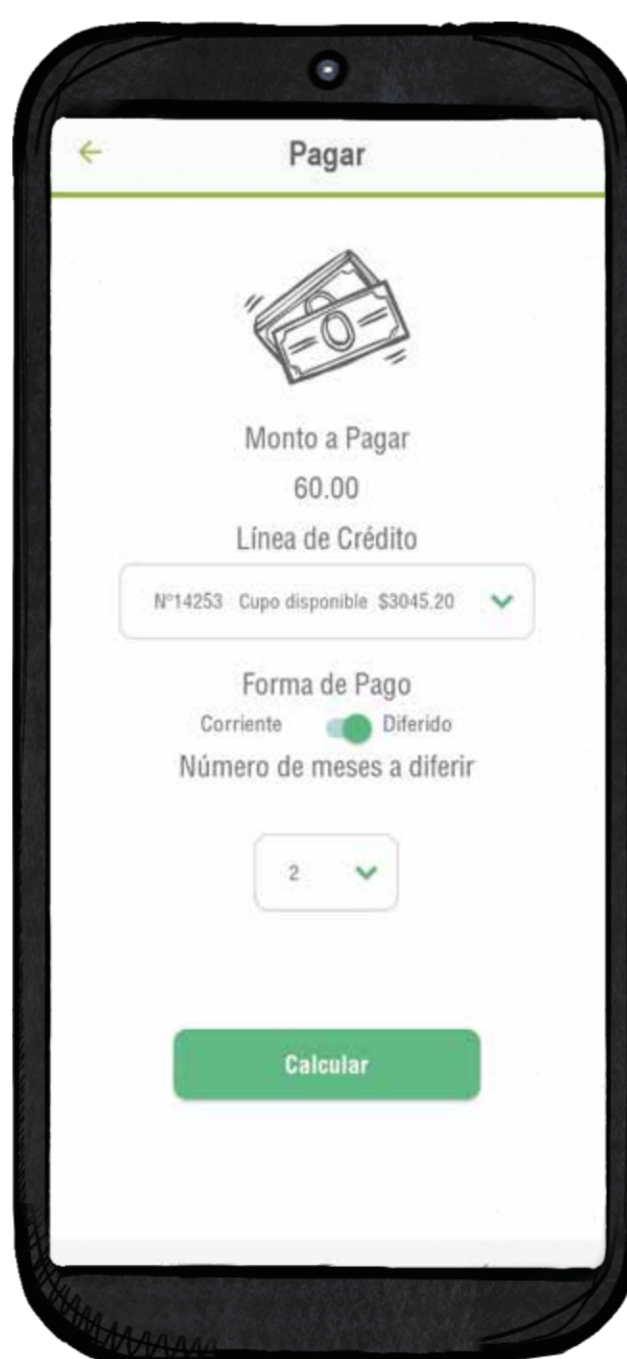 Pagar
Monto a Pagar
60.00
Línea de Crédito
N°14253 Cupo disponible $3045.20
Forma de Pago
Corriente Diferido
Número de meses a diferir
2
Calcular